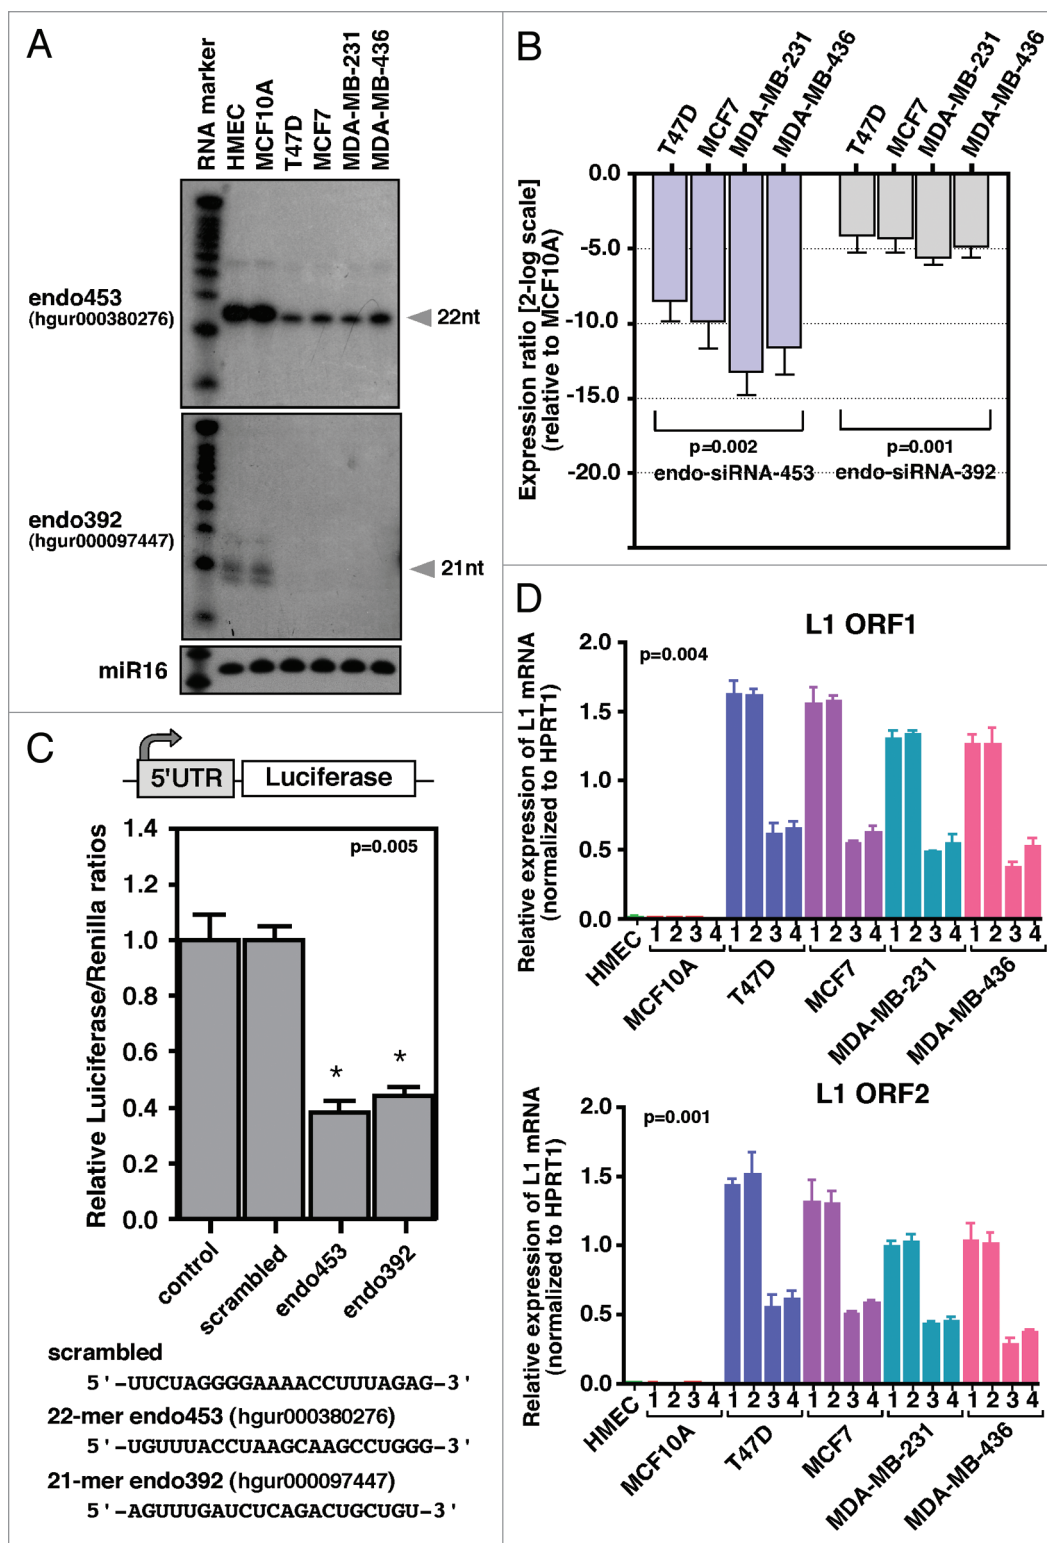 A
RNA marker
HMEC
MCF10A
T47D
MCF7
MDA-MB-231
MDA-MB-436
endo453
(hgur000380276)
22nt
endo392
(hgur000097447)
21nt
miR16
B
T47D
MCF7
MDA-MB-231
MDA-MB-436
T47D
MCF7
MDA-MB-231
MDA-MB-436
Expression ratio [2-log scale]
(relative to MCF10A)
0.0
-5.0
-10.0
-15.0
-20.0
p=0.002
endo-siRNA-453
p=0.001
endo-siRNA-392
C
5'UTR
Luciferase
Relative Luiciferase/Renilla ratios
1.4
1.2
1.0
0.8
0.6
0.4
0.2
0.0
p=0.005
*
*
control
scrambled
endo453
endo392
scrambled
5'-UUCUAGGGGAAAACCUUUAGAG-3'
22-mer endo453 (hgur000380276)
5'-UGUUUACCUAAGCAAGCCUGGG-3'
21-mer endo392 (hgur000097447)
5'-AGUUUGAUCUCAGACUGCUGU-3'
D
L1 ORF1
Relative expression of L1 mRNA
(normalized to HPRT1)
2.0
1.5
1.0
0.5
0.0
p=0.004
HMEC
1 2 3 4
1 2 3 4
1 2 3 4
1 2 3 4
1 2 3 4
MCF10A
T47D
MCF7
MDA-MB-231
MDA-MB-436
L1 ORF2
Relative expression of L1 mRNA
(normalized to HPRT1)
2.0
1.5
1.0
0.5
0.0
p=0.001
HMEC
1 2 3 4
1 2 3 4
1 2 3 4
1 2 3 4
1 2 3 4
MCF10A
T47D
MCF7
MDA-MB-231
MDA-MB-436